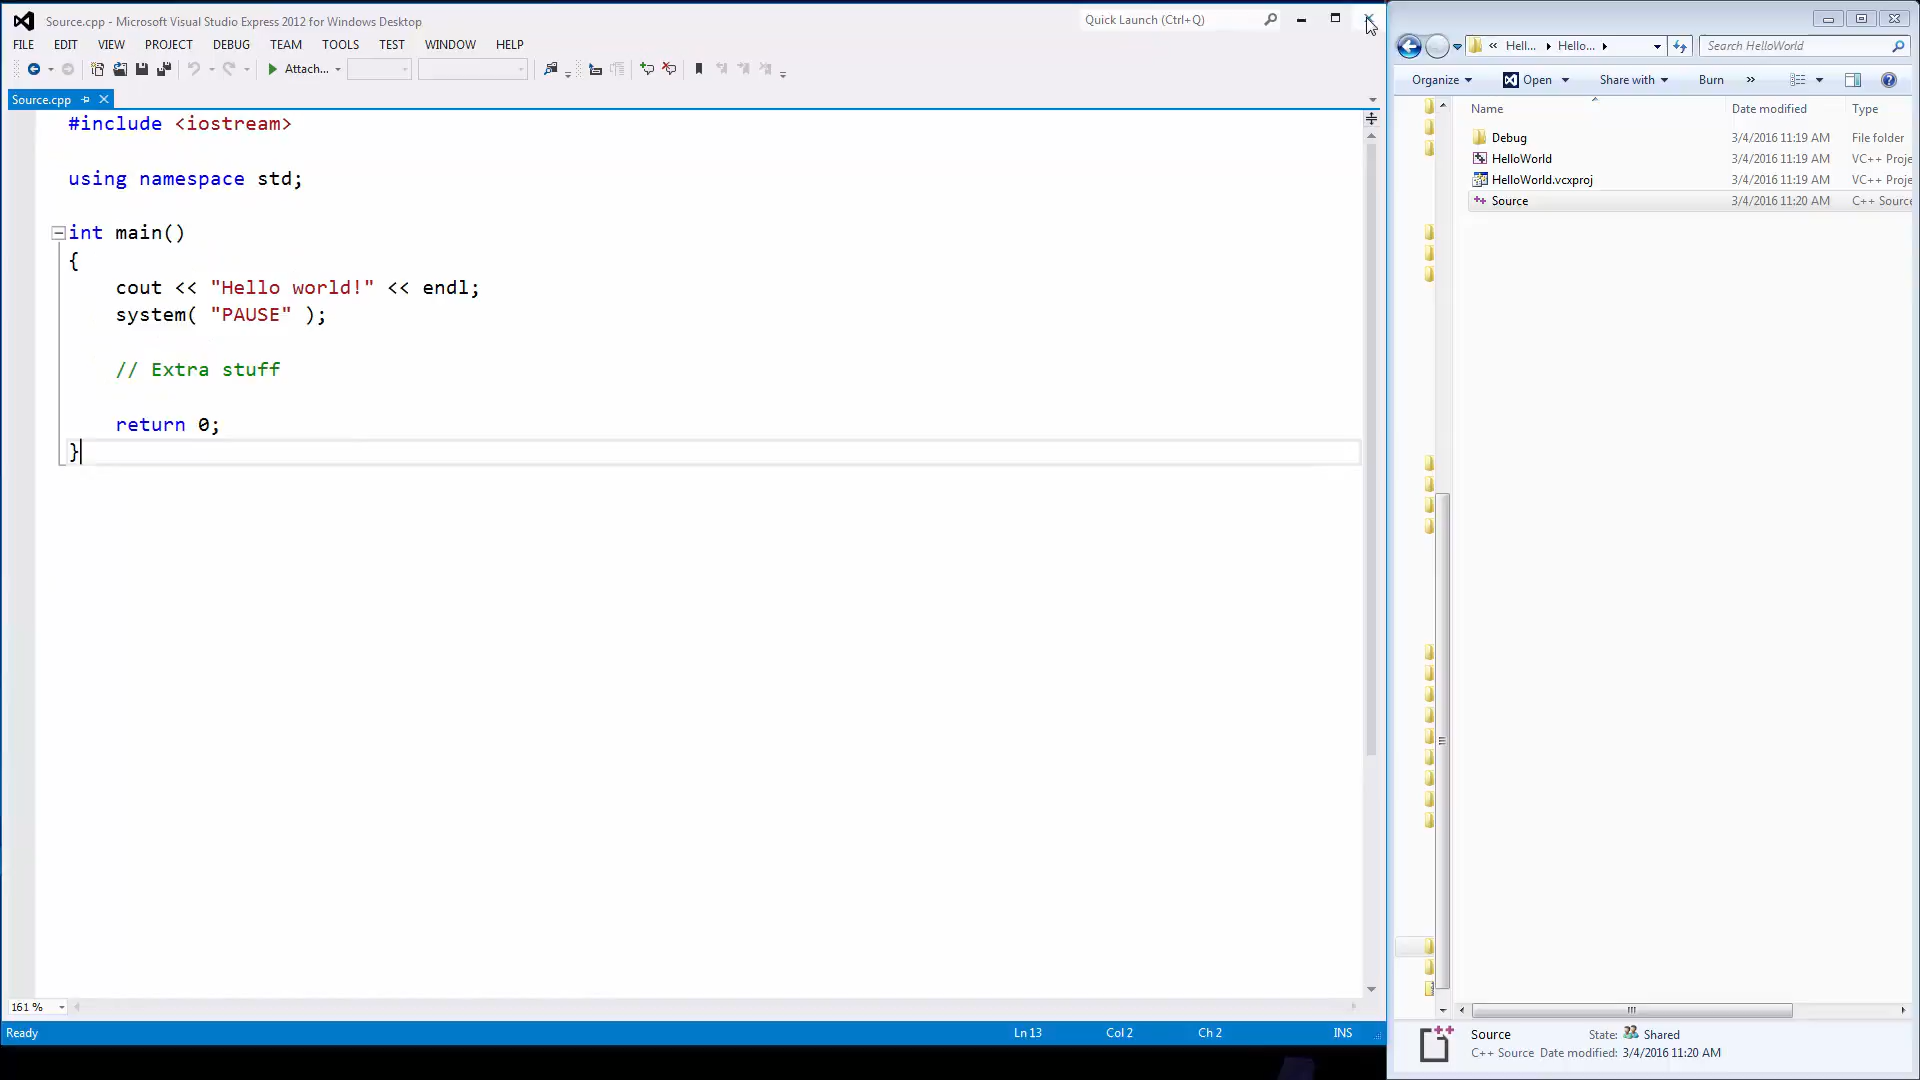 Source.cpp - Microsoft Visual Studio Express 2012 for Windows Desktop
Quick Launch (Ctrl+Q)
FILE EDIT VIEW PROJECT DEBUG TEAM TOOLS TEST WINDOW HELP
Attach...
Source.cpp
#include <iostream>
using namespace std;
int main()
{
cout << "Hello world!" << endl;
system( "PAUSE" );
// Extra stuff
return 0;
}
161 %
Ready
Ln 13 Col 2 Ch 2 INS
« Hell... Hello...
Search HelloWorld
Organize Open Share with Burn »
Name Date modified Type
Debug 3/4/2016 11:19 AM File folder
HelloWorld 3/4/2016 11:19 AM VC++ Proje
HelloWorld.vcxproj 3/4/2016 11:19 AM VC++ Proje
Source 3/4/2016 11:20 AM C++ Source
Source State: Shared
C++ Source Date modified: 3/4/2016 11:20 AM